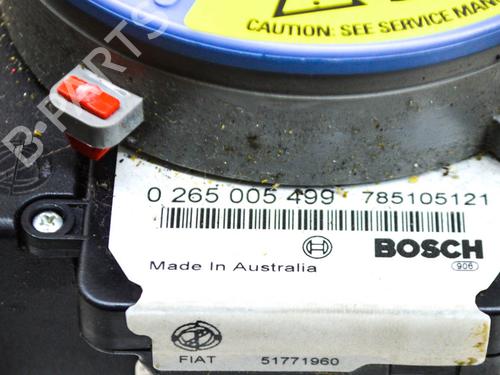 CAUTION: SEE SERVICE MAN
B-PARTS
0 265 005 499 785105121
BOSCH
906
Made In Australia
FIAT 51771960